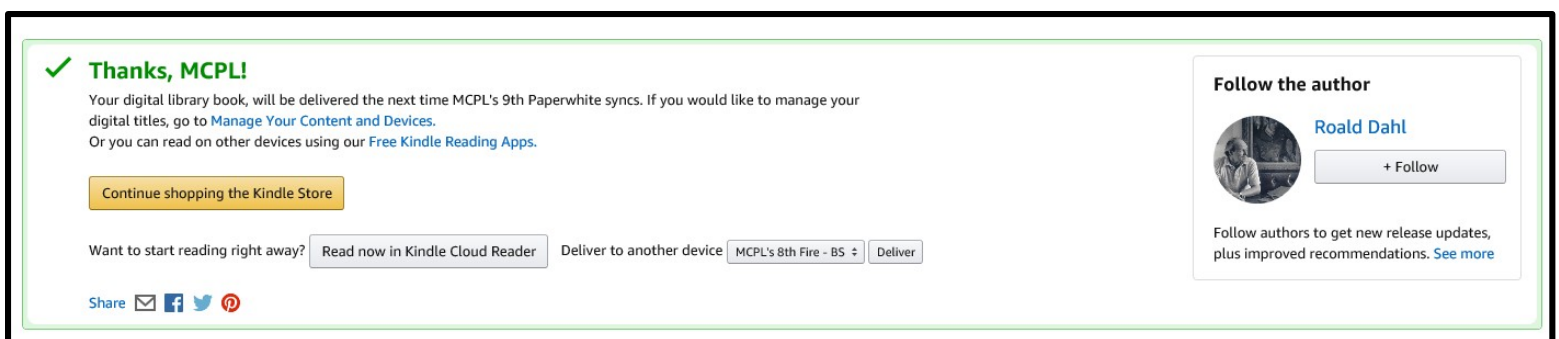 Thanks, MCPL!
Your digital library book, will be delivered the next time MCPL's 9th Paperwhite syncs. If you would like to manage your
digital titles, go to Manage Your Content and Devices.
Or you can read on other devices using our Free Kindle Reading Apps.
Continue shopping the Kindle Store
Want to start reading right away? Read now in Kindle Cloud Reader Deliver to another device MCPL's 8th Fire - BS Deliver
Share
Follow the author
Roald Dahl
+ Follow
Follow authors to get new release updates,
plus improved recommendations. See more